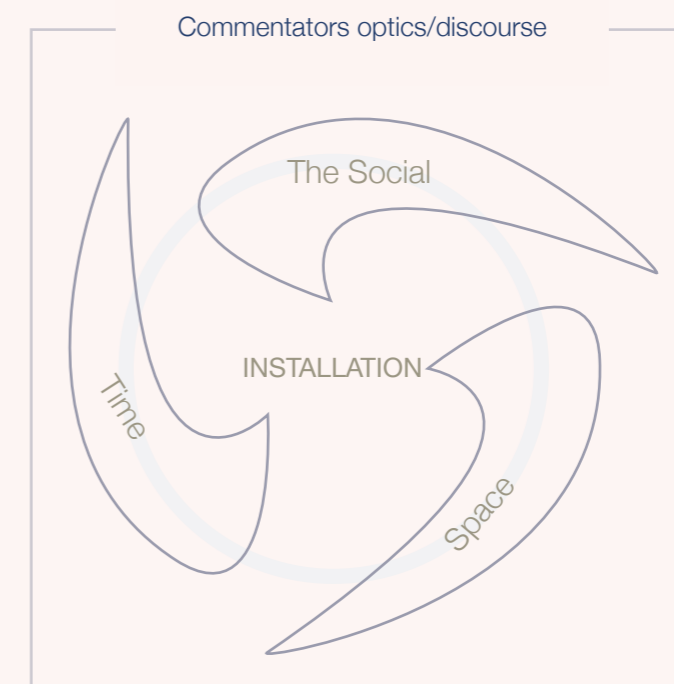 Commentators optics/discourse
The Social
INSTALLATION
Time
Space